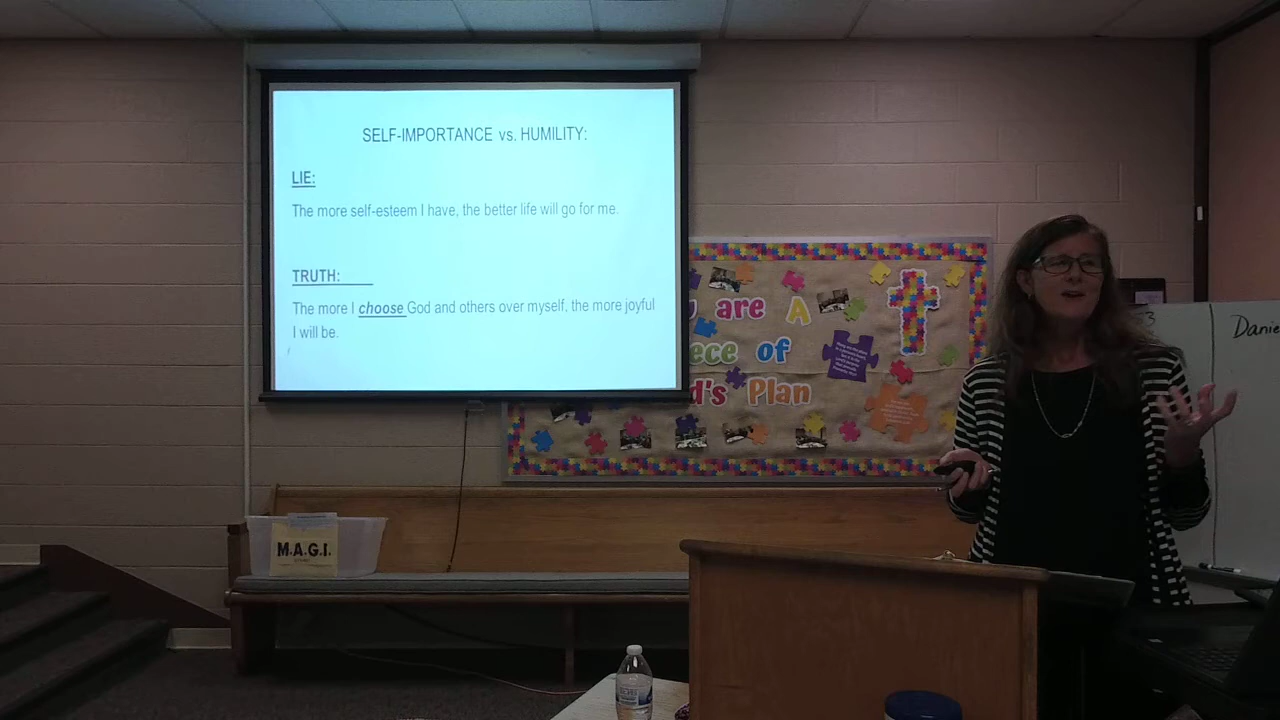 SELF-IMPORTANCE vs. HUMILITY:
LIE:
The more self-esteem I have, the better life will go for me.
TRUTH:
The more I choose God and others over myself, the more joyful
I will be.
are A
ece of
d's Plan
M.A.G.I.
3
Danie